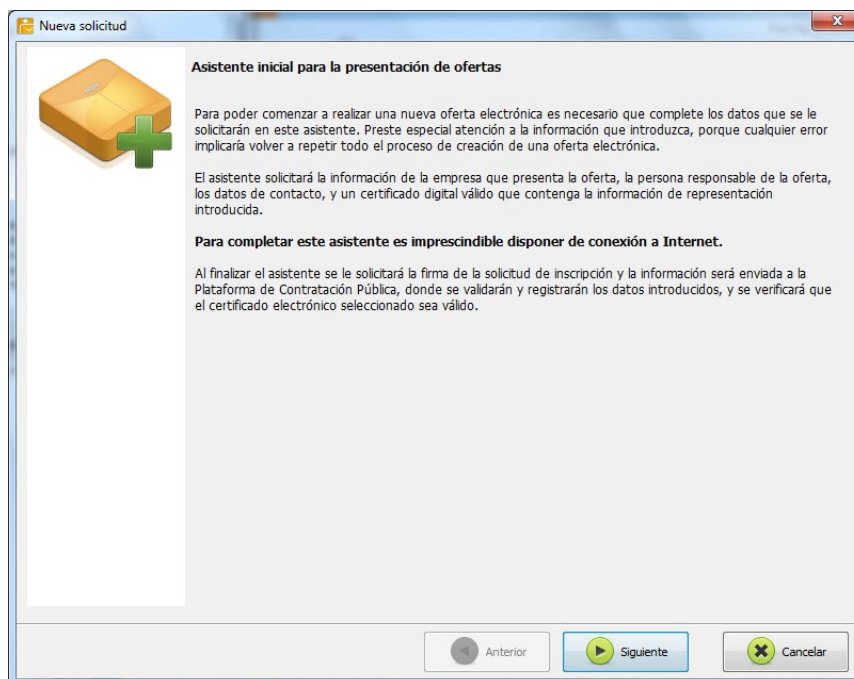 Nueva solicitud
Asistente inicial para la presentación de ofertas
Para poder comenzar a realizar una nueva oferta electrónica es necesario que complete los datos que se le
solicitarán en este asistente. Preste especial atención a la información que introduzca, porque cualquier error
implicaría volver a repetir todo el proceso de creación de una oferta electrónica.
El asistente solicitará la información de la empresa que presenta la oferta, la persona responsable de la oferta,
los datos de contacto, y un certificado digital válido que contenga la información de representación
introducida.
Para completar este asistente es imprescindible disponer de conexión a Internet.
Al finalizar el asistente se le solicitará la firma de la solicitud de inscripción y la información será enviada a la
Plataforma de Contratación Pública, donde se validarán y registrarán los datos introducidos, y se verificará que
el certificado electrónico seleccionado sea válido.
Anterior
Siguiente
Cancelar